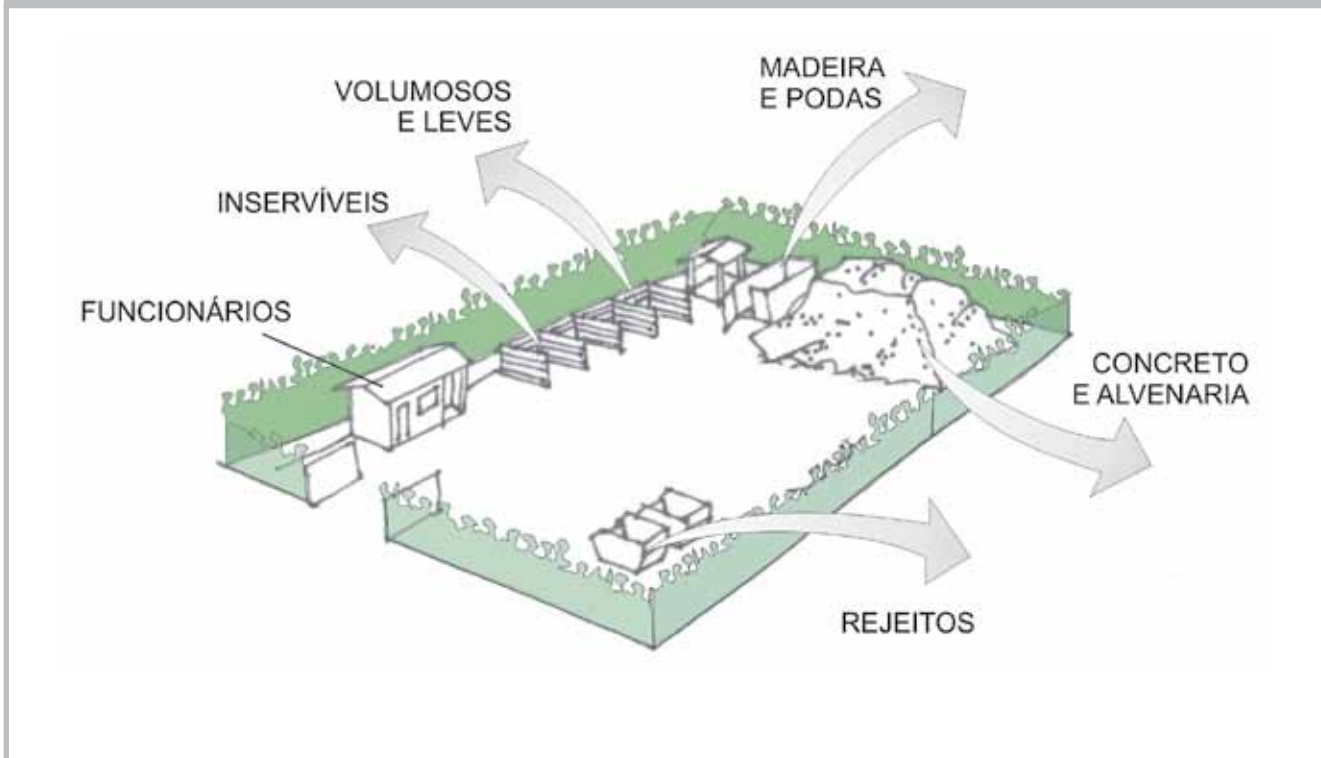 MADEIRA
E PODAS
VOLUMOSOS
E LEVES
INSERVÍVEIS
FUNCIONÁRIOS
CONCRETO
E ALVENARIA
REJEITOS